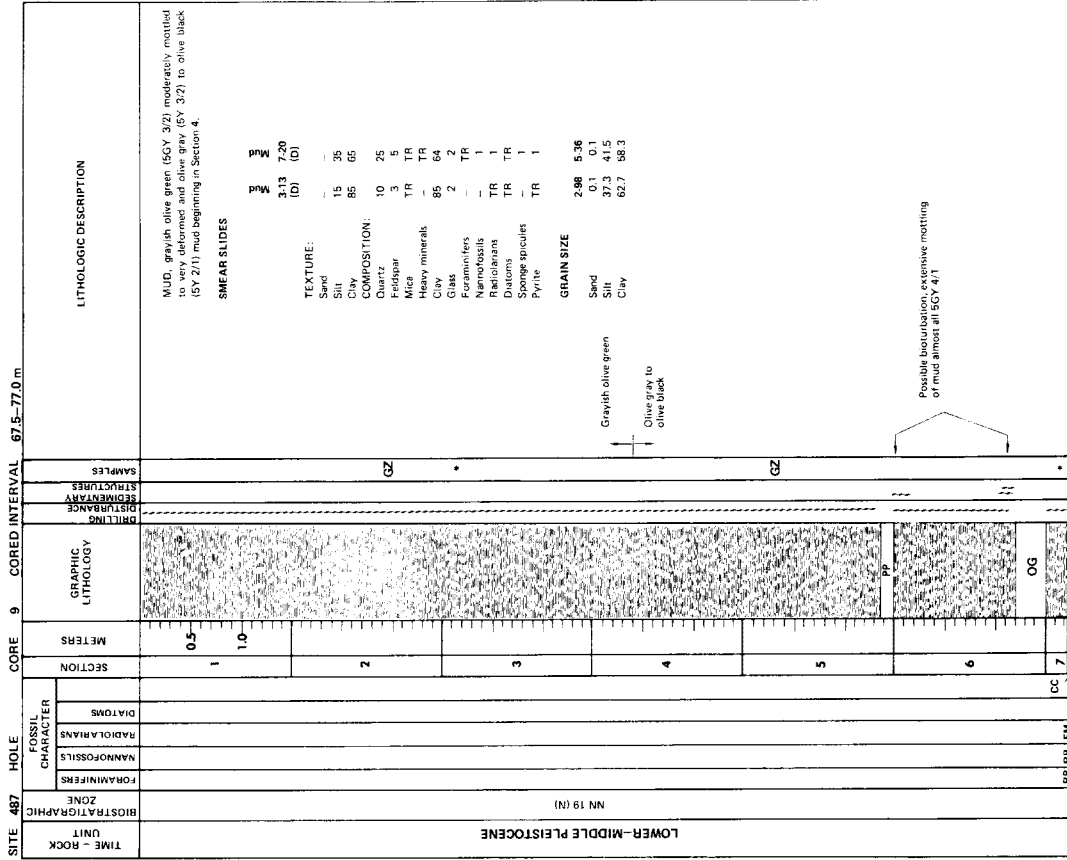 SITE 487 HOLE CORE 9 CORED INTERVAL 67.5–77.0 m
TIME – ROCK UNIT
BIOSTRATIGRAPHIC ZONE
FOSSIL CHARACTER
FORAMINIFERS
NANNOFOSSILS
RADIOLARIANS
DIATOMS
SECTION
METERS
GRAPHIC LITHOLOGY
DRILLING DISTURBANCE
SEDIMENTARY STRUCTURES
SAMPLES
LITHOLOGIC DESCRIPTION
LOWER–MIDDLE PLEISTOCENE
NN 19 (N)
1
0.5
1.0
2
3
4
5
6
7
CC
PP
OG
GZ
*
GZ
*
MUD, grayish olive green (5GY 3/2) moderately mottled
to very deformed and olive gray (5Y 3/2) to olive black
(5Y 2/1) mud beginning in Section 4.
SMEAR SLIDES
Mud Mud
3-13 7-20
(D) (D)
TEXTURE:
Sand – –
Silt 15 35
Clay 85 65
COMPOSITION:
Quartz 10 25
Feldspar 3 5
Mica TR TR
Heavy minerals – TR
Clay 85 64
Glass 2 2
Foraminifers – TR
Nannofossils – 1
Radiolarians TR 1
Diatoms TR TR
Sponge spicules – 1
Pyrite TR 1
GRAIN SIZE
2-98 5-36
Sand 0.1 0.1
Silt 37.3 41.5
Clay 62.7 58.3
Grayish olive green
Olive gray to
olive black
Possible bioturbation, extensive mottling
of mud almost all 5GY 4/1